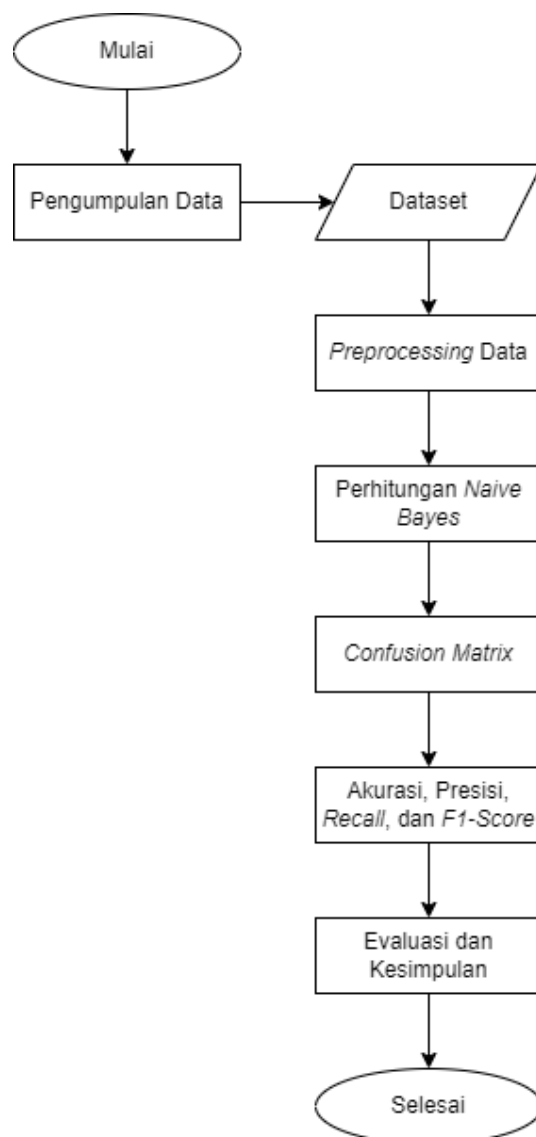 Mulai
Pengumpulan Data
Dataset
Preprocessing Data
Perhitungan Naive
Bayes
Confusion Matrix
Akurasi, Presisi,
Recall, dan F1-Score
Evaluasi dan
Kesimpulan
Selesai